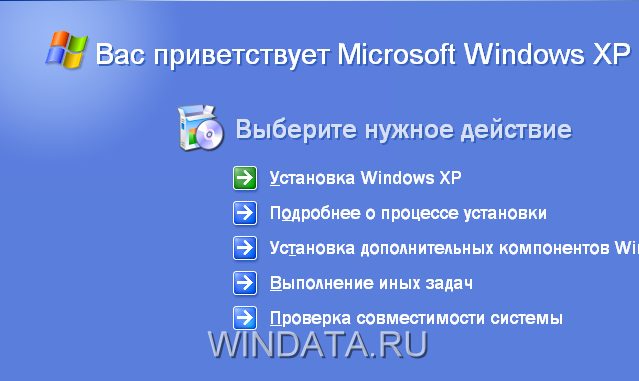 Вас приветствует Microsoft Windows XP
Выберите нужное действие
Установка Windows XP
Подробнее о процессе установки
Установка дополнительных компонентов Wi
Выполнение иных задач
Проверка совместимости системы
WINDATA.RU